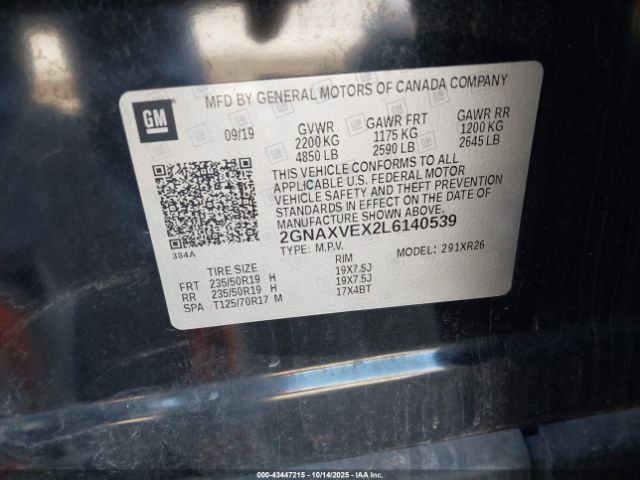 MFD BY GENERAL MOTORS OF CANADA COMPANY
GM
09/19 GVWR GAWR FRT GAWR RR
2200 KG 1175 KG 1200 KG
4850 LB 2590 LB 2645 LB
THIS VEHICLE CONFORMS TO ALL
APPLICABLE U.S. FEDERAL MOTOR
VEHICLE SAFETY AND THEFT PREVENTION
STANDARDS IN EFFECT ON THE DATE OF
MANUFACTURE SHOWN ABOVE.
2GNAXVEX2L6140539
384A TYPE: M.P.V. MODEL: 291XR26
TIRE SIZE RIM
FRT 235/50R19 H 19X7.5J
RR 235/50R19 H 19X7.5J
SPA T125/70R17 M 17X4BT
000-43447215 - 10/14/2025 - IAA Inc.